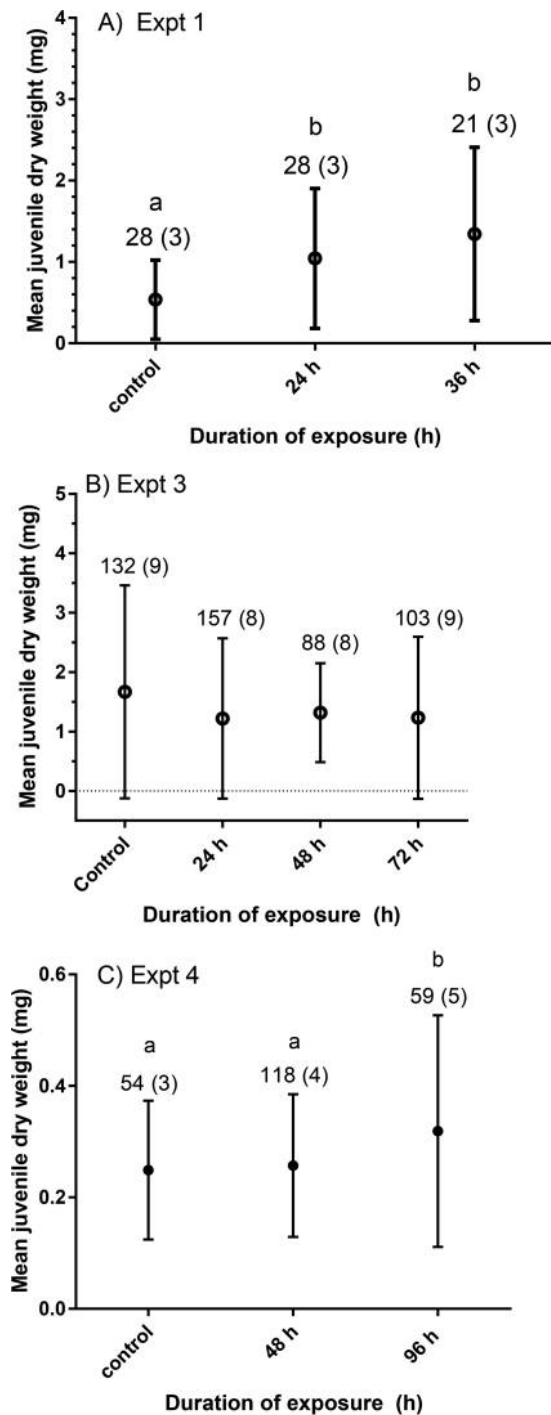 A) Expt 1
Mean juvenile dry weight (mg)
4
3
2
1
0
a
28 (3)
b
28 (3)
b
21 (3)
control
24 h
36 h
Duration of exposure (h)
B) Expt 3
Mean juvenile dry weight (mg)
5
4
3
2
1
0
132 (9)
157 (8)
88 (8)
103 (9)
Control
24 h
48 h
72 h
Duration of exposure (h)
C) Expt 4
Mean juvenile dry weight (mg)
0.6
0.4
0.2
0.0
a
54 (3)
a
118 (4)
b
59 (5)
control
48 h
96 h
Duration of exposure (h)